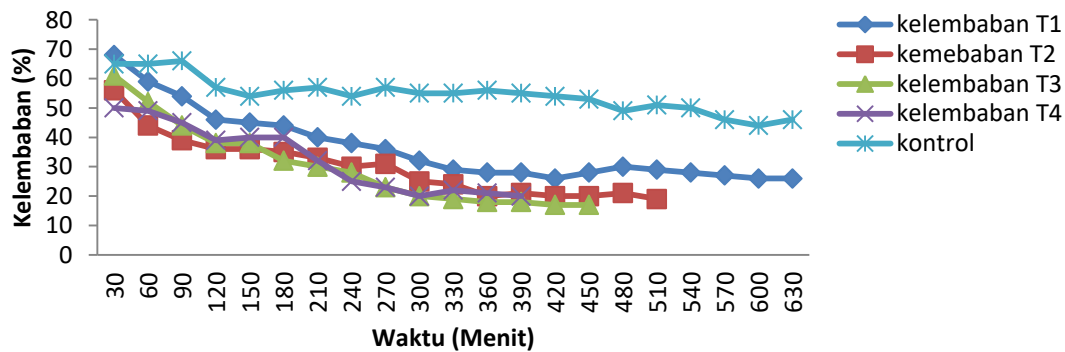 80
70
60
50
40
30
20
10
0
Kelembaban (%)
30 60 90 120 150 180 210 240 270 300 330 360 390 420 450 480 510 540 570 600 630
Waktu (Menit)
kelembaban T1
kemebaban T2
kelembaban T3
kelembaban T4
kontrol